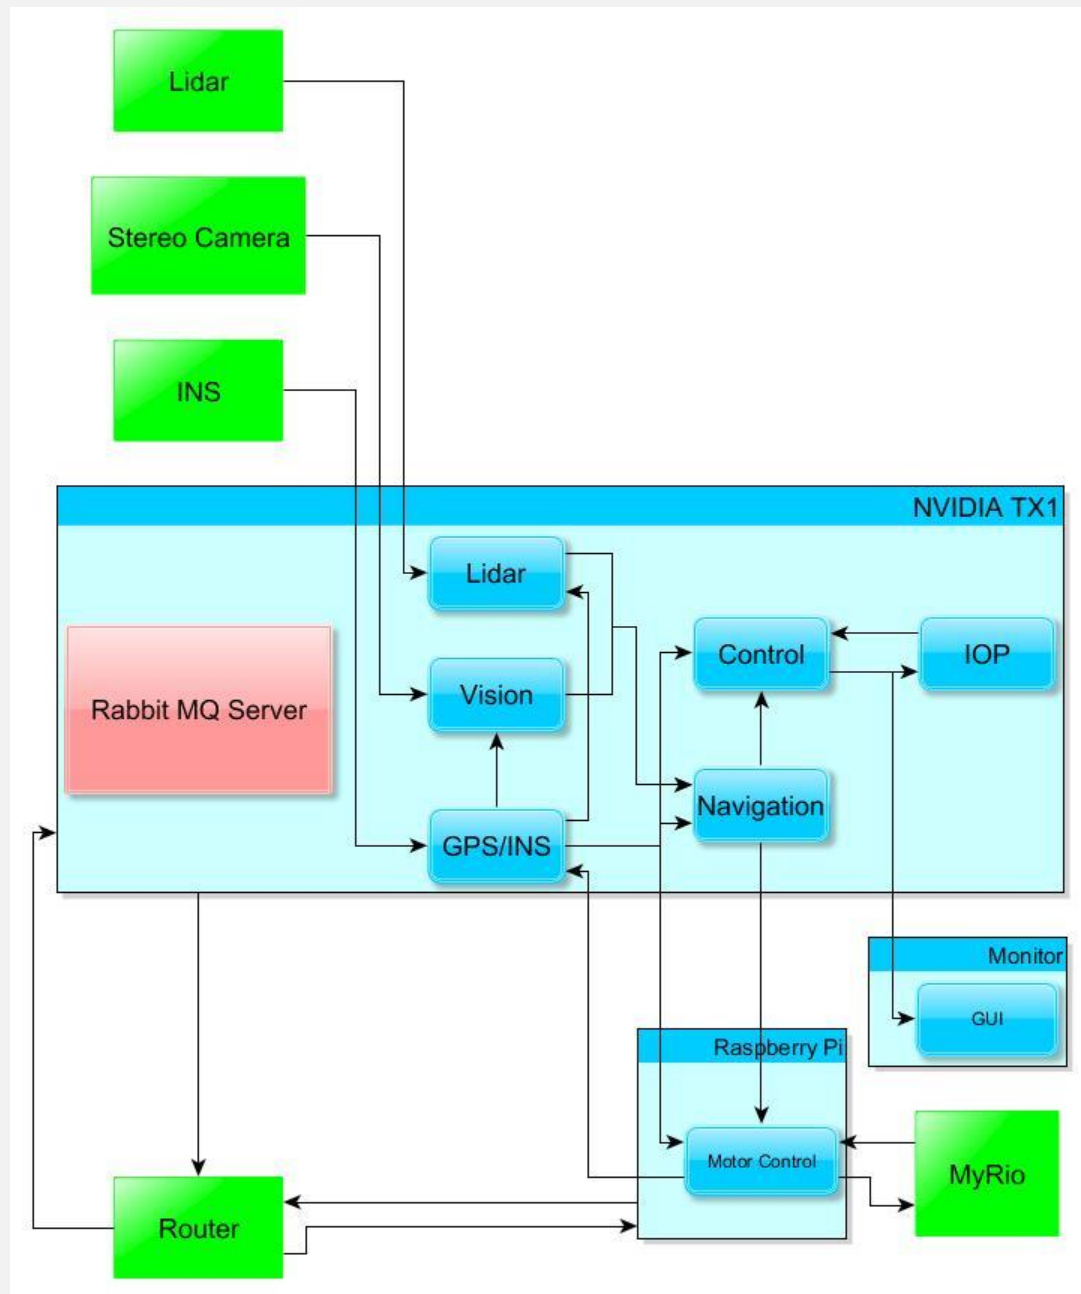 Lidar
Stereo Camera
INS
NVIDIA TX1
Lidar
Control
IOP
Vision
Rabbit MQ Server
Navigation
GPS/INS
Monitor
GUI
Raspberry Pi
Motor Control
MyRio
Router